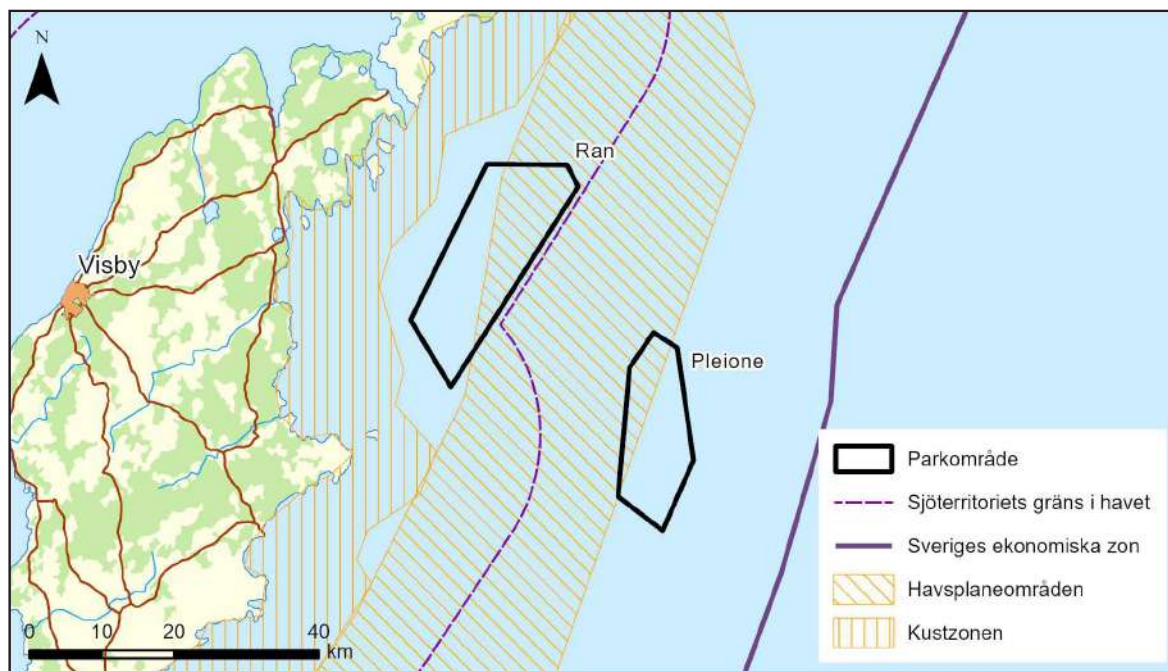 N
Ran
Visby
Pleione
Parkområde
Sjöterritoriets gräns i havet
Sveriges ekonomiska zon
Havsplaneområden
Kustzonen
0 10 20 40
km